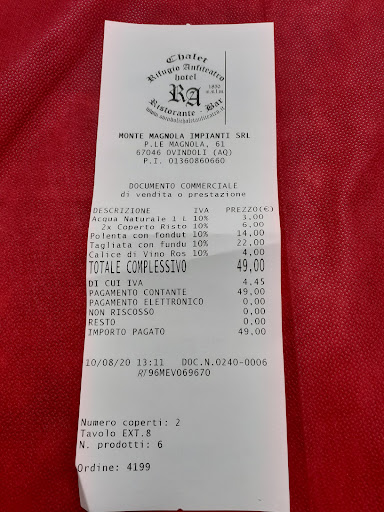 Chalet
Rifugio Anfiteatro
hotel
RA
1892
s.l.m.
Ristorante - Bar
MONTE MAGNOLA IMPIANTI SRL
P.LE MAGNOLA, 61
67046 OVINDOLI (AQ)
P.I. 01360860660
DOCUMENTO COMMERCIALE
di vendita o prestazione
DESCRIZIONE IVA PREZZO(€)
Acqua Naturale 1 L 10% 3,00
2x Coperto Risto 10% 6,00
Polenta con fondut 10% 14,00
Tagliata con fundu 10% 22,00
Calice di Vino Ros 10% 4,00
TOTALE COMPLESSIVO 49,00
DI CUI IVA 4,45
PAGAMENTO CONTANTE 49,00
PAGAMENTO ELETTRONICO 0,00
NON RISCOSSO 0,00
RESTO 0,00
IMPORTO PAGATO 49,00
10/08/20 13:11 DOC.N.0240-0006
RT96MEV069670
Numero coperti: 2
Tavolo EXT.8
N. prodotti: 6
Ordine: 4199